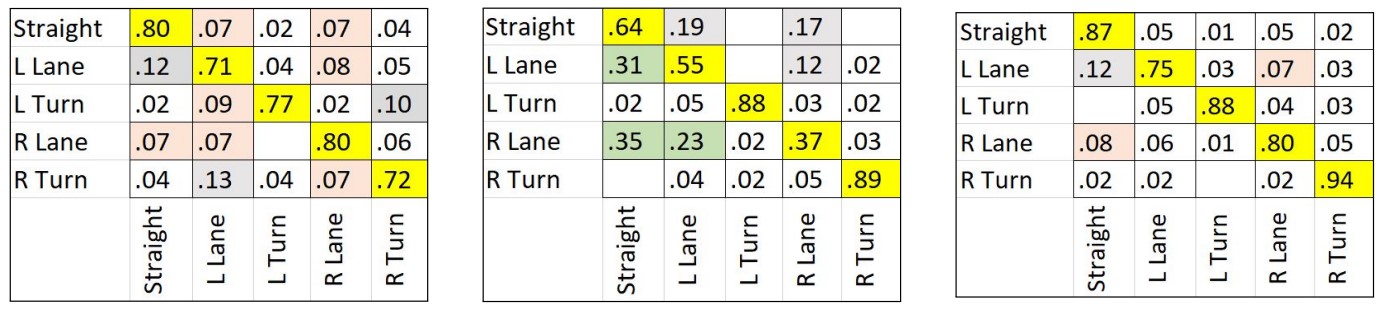 Straight .80 .07 .02 .07 .04
L Lane .12 .71 .04 .08 .05
L Turn .02 .09 .77 .02 .10
R Lane .07 .07 .80 .06
R Turn .04 .13 .04 .07 .72
Straight L Lane L Turn R Lane R Turn
Straight .64 .19 .17
L Lane .31 .55 .12 .02
L Turn .02 .05 .88 .03 .02
R Lane .35 .23 .02 .37 .03
R Turn .04 .02 .05 .89
Straight L Lane L Turn R Lane R Turn
Straight .87 .05 .01 .05 .02
L Lane .12 .75 .03 .07 .03
L Turn .05 .88 .04 .03
R Lane .08 .06 .01 .80 .05
R Turn .02 .02 .02 .94
Straight L Lane L Turn R Lane R Turn